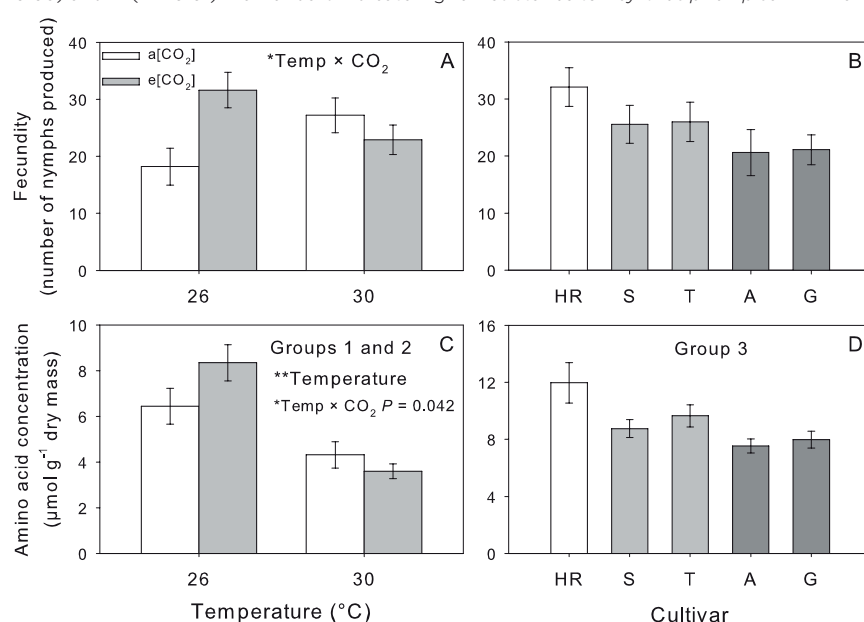 a[CO2]
e[CO2]
*Temp × CO2
A
Fecundity
(number of nymphs produced)
40
30
20
10
0
26
30
B
40
30
20
10
0
HR S T A G
Groups 1 and 2
C
**Temperature
*Temp × CO2 P = 0.042
Amino acid concentration
(μmol g-1 dry mass)
10
8
6
4
2
0
26
30
Temperature (°C)
Group 3
D
16
12
8
4
0
HR S T A G
Cultivar